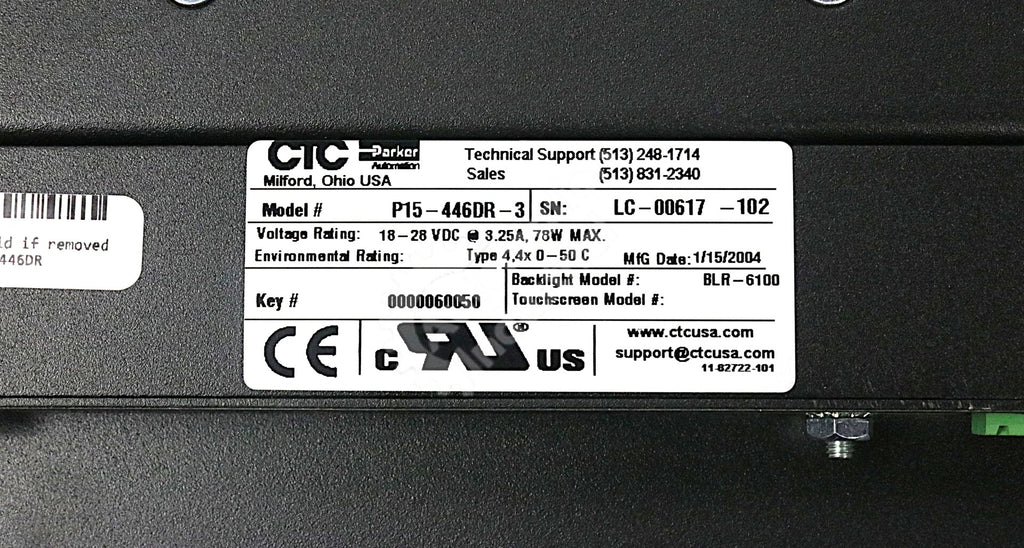 CTC Parker Automation
Technical Support (513) 248-1714
Milford, Ohio USA
Sales (513) 831-2340
Model # P15-446DR-3
SN: LC-00617 -102
Voltage Rating: 18-28 VDC @ 3.25A, 78W MAX.
Environmental Rating: Type 4,4x 0-50 C
MFG Date: 1/15/2004
Key # 0000060050
Backlight Model #: BLR-6100
Touchscreen Model #:
CE
C RU® US
www.ctcusa.com
support@ctcusa.com
11-82722-101
if removed
446DR